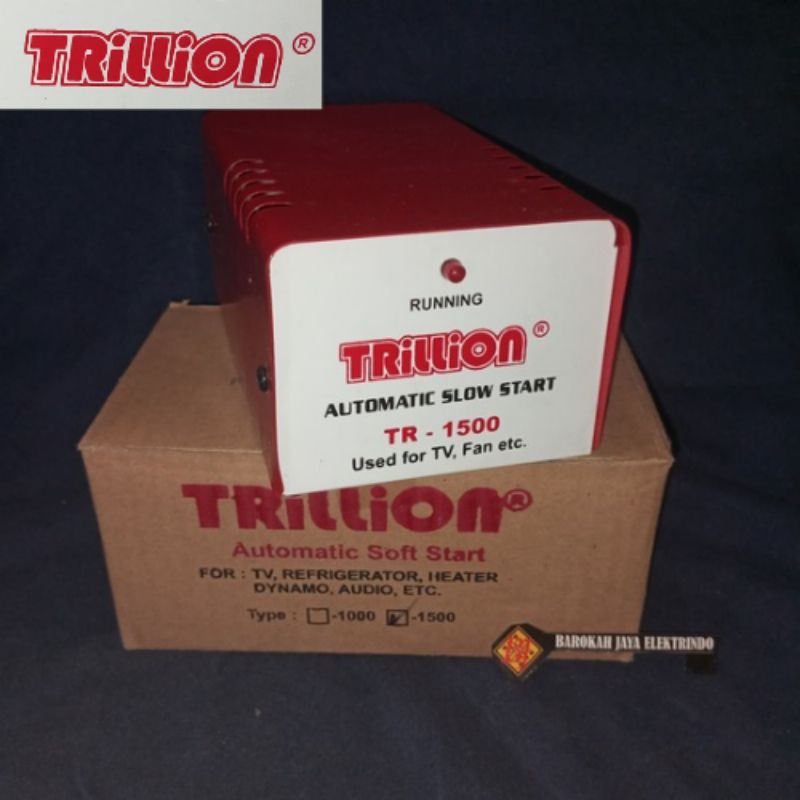 TRiLLiON ®
RUNNING
TRiLLiON ®
AUTOMATIC SLOW START
TR - 1500
Used for TV, Fan etc.
TRiLLiON ®
Automatic Soft Start
FOR : TV, REFRIGERATOR, HEATER
DYNAMO, AUDIO, ETC.
Type : -1000 -1500
BAROKAH JAYA ELEKTRINDO